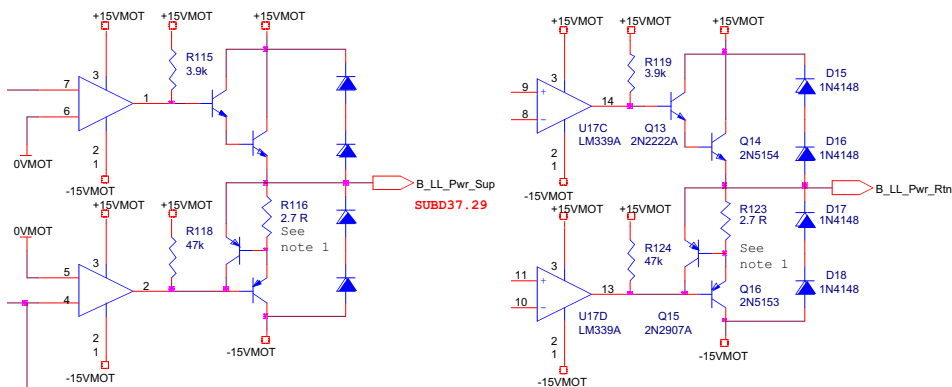 +15VMOT
+15VMOT
+15VMOT
R115
3.9k
3
7
6
1
2
1
0VMOT
-15VMOT
B_LL_Pwr_Sup
SUBD37.29
+15VMOT
+15VMOT
R116
2.7 R
See
note 1
R118
47k
0VMOT
3
5
4
2
2
1
-15VMOT
-15VMOT
+15VMOT
+15VMOT
+15VMOT
R119
3.9k
3
9
8
14
+
−
2
1
U17C
LM339A
Q13
2N2222A
Q14
2N5154
D15
1N4148
D16
1N4148
-15VMOT
B_LL_Pwr_Rtn
+15VMOT
+15VMOT
R123
2.7 R
See
note 1
D17
1N4148
R124
47k
3
11
10
13
+
−
2
1
U17D
LM339A
Q15
2N2907A
Q16
2N5153
D18
1N4148
-15VMOT
-15VMOT